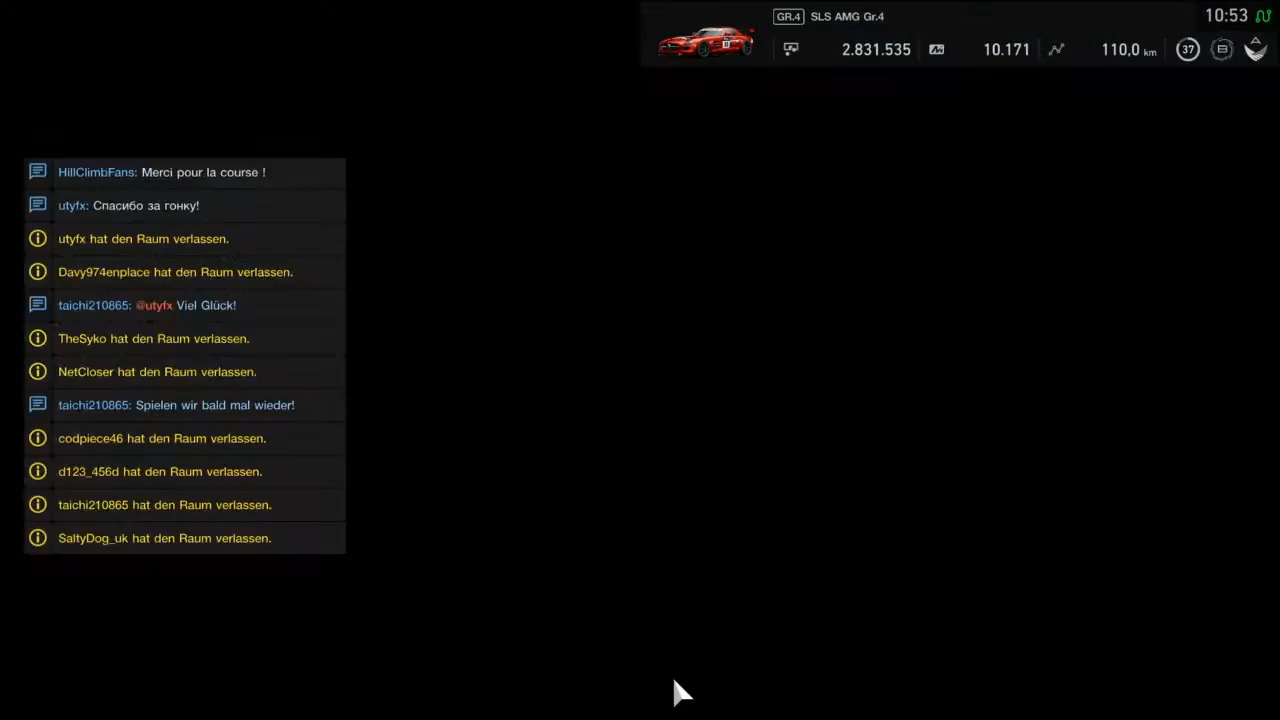 GR.4 SLS AMG Gr.4
10:53
2.831.535
10.171
110,0 km
37
B
A
HillClimbFans: Merci pour la course !
utyfx: Спасибо за гонку!
utyfx hat den Raum verlassen.
Davy974enplace hat den Raum verlassen.
taichi210865: @utyfx Viel Glück!
TheSyko hat den Raum verlassen.
NetCloser hat den Raum verlassen.
taichi210865: Spielen wir bald mal wieder!
codpiece46 hat den Raum verlassen.
d123_456d hat den Raum verlassen.
taichi210865 hat den Raum verlassen.
SaltyDog_uk hat den Raum verlassen.